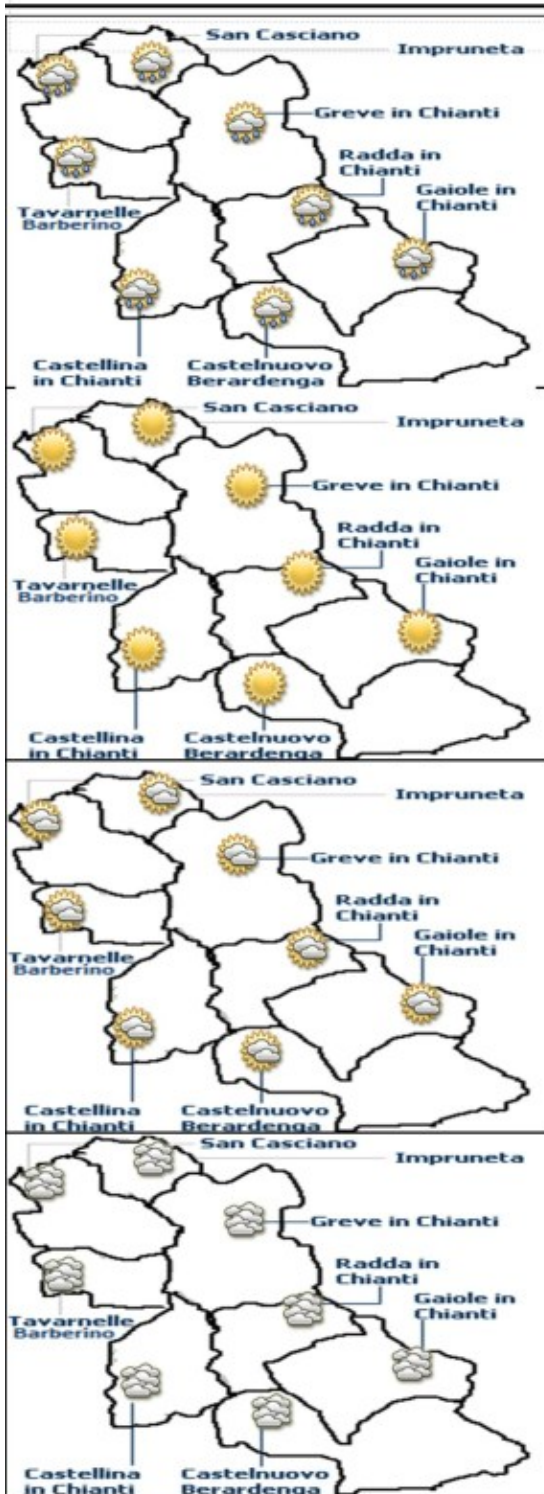 San Casciano
Impruneta
Greve in Chianti
Radda in
Chianti
Gaiole in
Chianti
Tavarnelle
Barberino
Castellina
in Chianti
Castelnuovo
Berardenga
San Casciano
Impruneta
Greve in Chianti
Radda in
Chianti
Gaiole in
Chianti
Tavarnelle
Barberino
Castellina
in Chianti
Castelnuovo
Berardenga
San Casciano
Impruneta
Greve in Chianti
Radda in
Chianti
Gaiole in
Chianti
Tavarnelle
Barberino
Castellina
in Chianti
Castelnuovo
Berardenga
San Casciano
Impruneta
Greve in Chianti
Radda in
Chianti
Gaiole in
Chianti
Tavarnelle
Barberino
Castellina
in Chianti
Castelnuovo
Berardenga